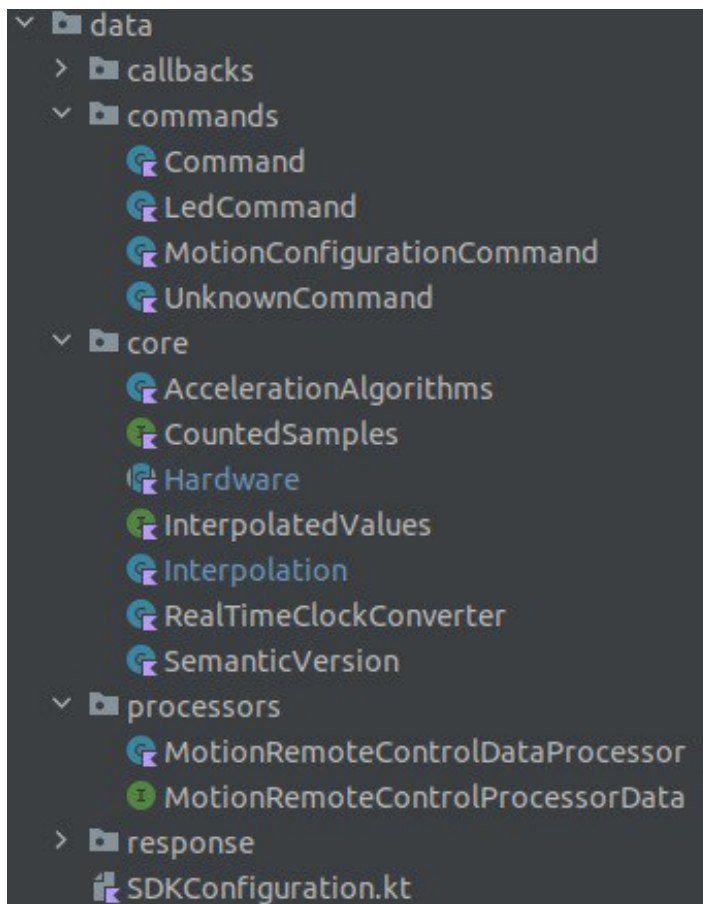 data
callbacks
commands
Command
LedCommand
MotionConfigurationCommand
UnknownCommand
core
AccelerationAlgorithms
CountedSamples
Hardware
InterpolatedValues
Interpolation
RealTimeClockConverter
SemanticVersion
processors
MotionRemoteControlDataProcessor
MotionRemoteControlProcessorData
response
SDKConfiguration.kt